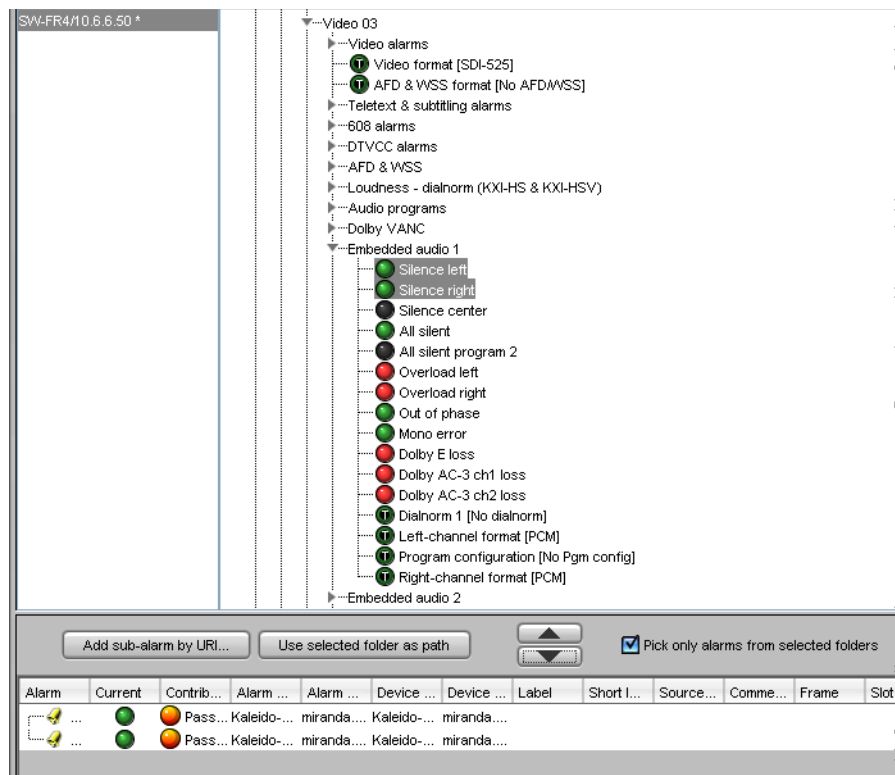 SW-FR4/10.6.6.50 *
Video 03
Video alarms
T Video format [SDI-525]
T AFD & WSS format [No AFD/WSS]
Teletext & subtitling alarms
608 alarms
DTVCC alarms
AFD & WSS
Loudness - dialnorm (KXI-HS & KXI-HSV)
Audio programs
Dolby VANC
Embedded audio 1
Silence left
Silence right
Silence center
All silent
All silent program 2
Overload left
Overload right
Out of phase
Mono error
Dolby E loss
Dolby AC-3 ch1 loss
Dolby AC-3 ch2 loss
T Dialnorm 1 [No dialnorm]
T Left-channel format [PCM]
T Program configuration [No Pgm config]
T Right-channel format [PCM]
Embedded audio 2
Add sub-alarm by URI... Use selected folder as path Pick only alarms from selected folders
Alarm Current Contrib... Alarm ... Alarm ... Device ... Device ... Label Short l... Source... Comme... Frame Slot
... Pass... Kaleido-... miranda.... Kaleido-... miranda....
... Pass... Kaleido-... miranda.... Kaleido-... miranda....